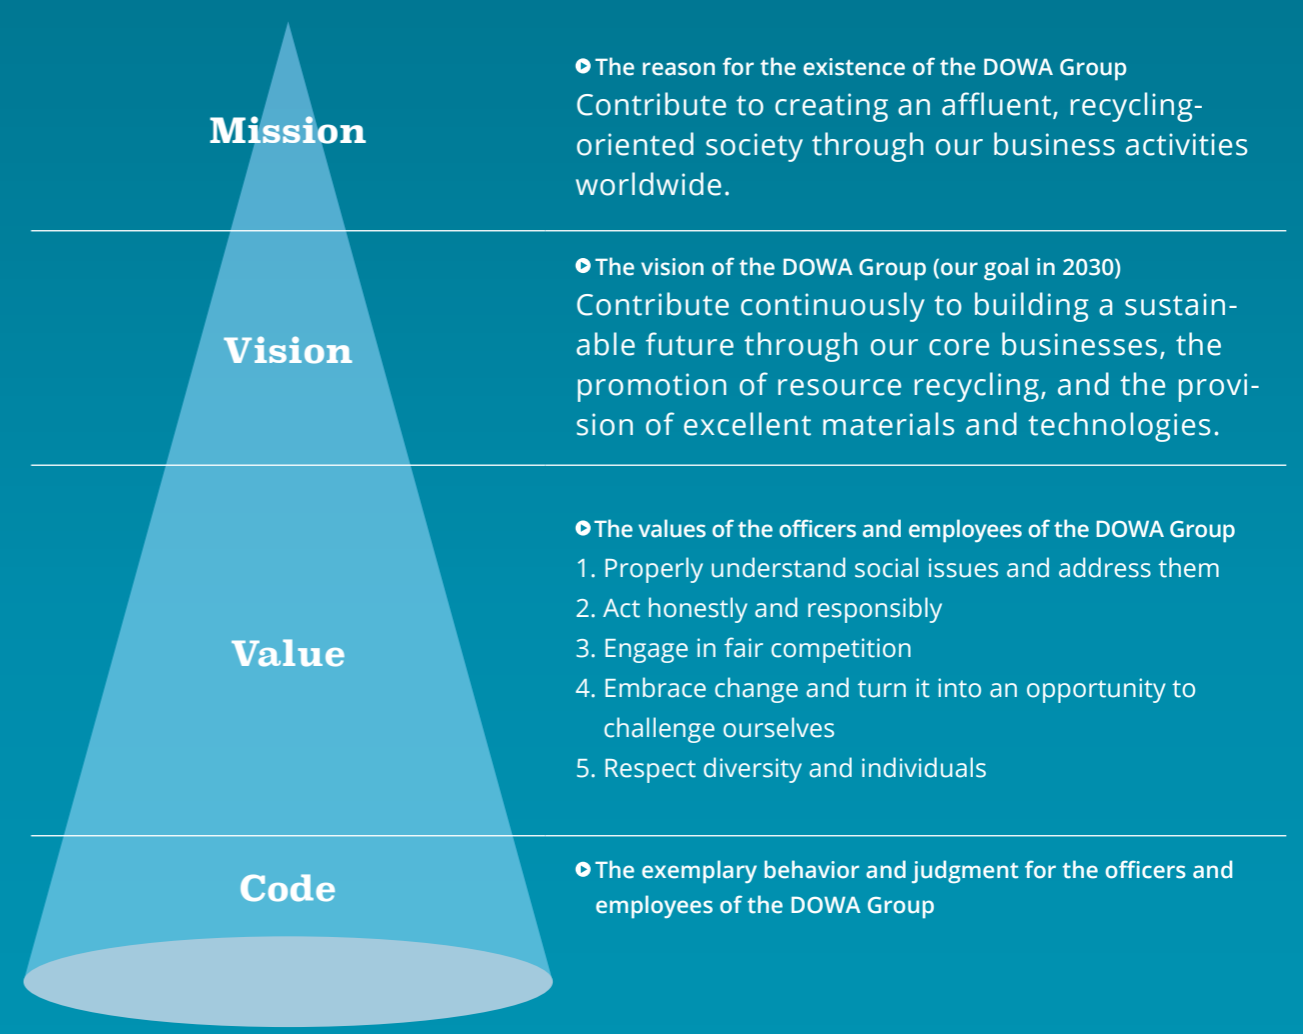 Mission
The reason for the existence of the DOWA Group
Contribute to creating an affluent, recycling-
oriented society through our business activities
worldwide.
Vision
The vision of the DOWA Group (our goal in 2030)
Contribute continuously to building a sustain-
able future through our core businesses, the
promotion of resource recycling, and the provi-
sion of excellent materials and technologies.
Value
The values of the officers and employees of the DOWA Group
1. Properly understand social issues and address them
2. Act honestly and responsibly
3. Engage in fair competition
4. Embrace change and turn it into an opportunity to
challenge ourselves
5. Respect diversity and individuals
Code
The exemplary behavior and judgment for the officers and
employees of the DOWA Group